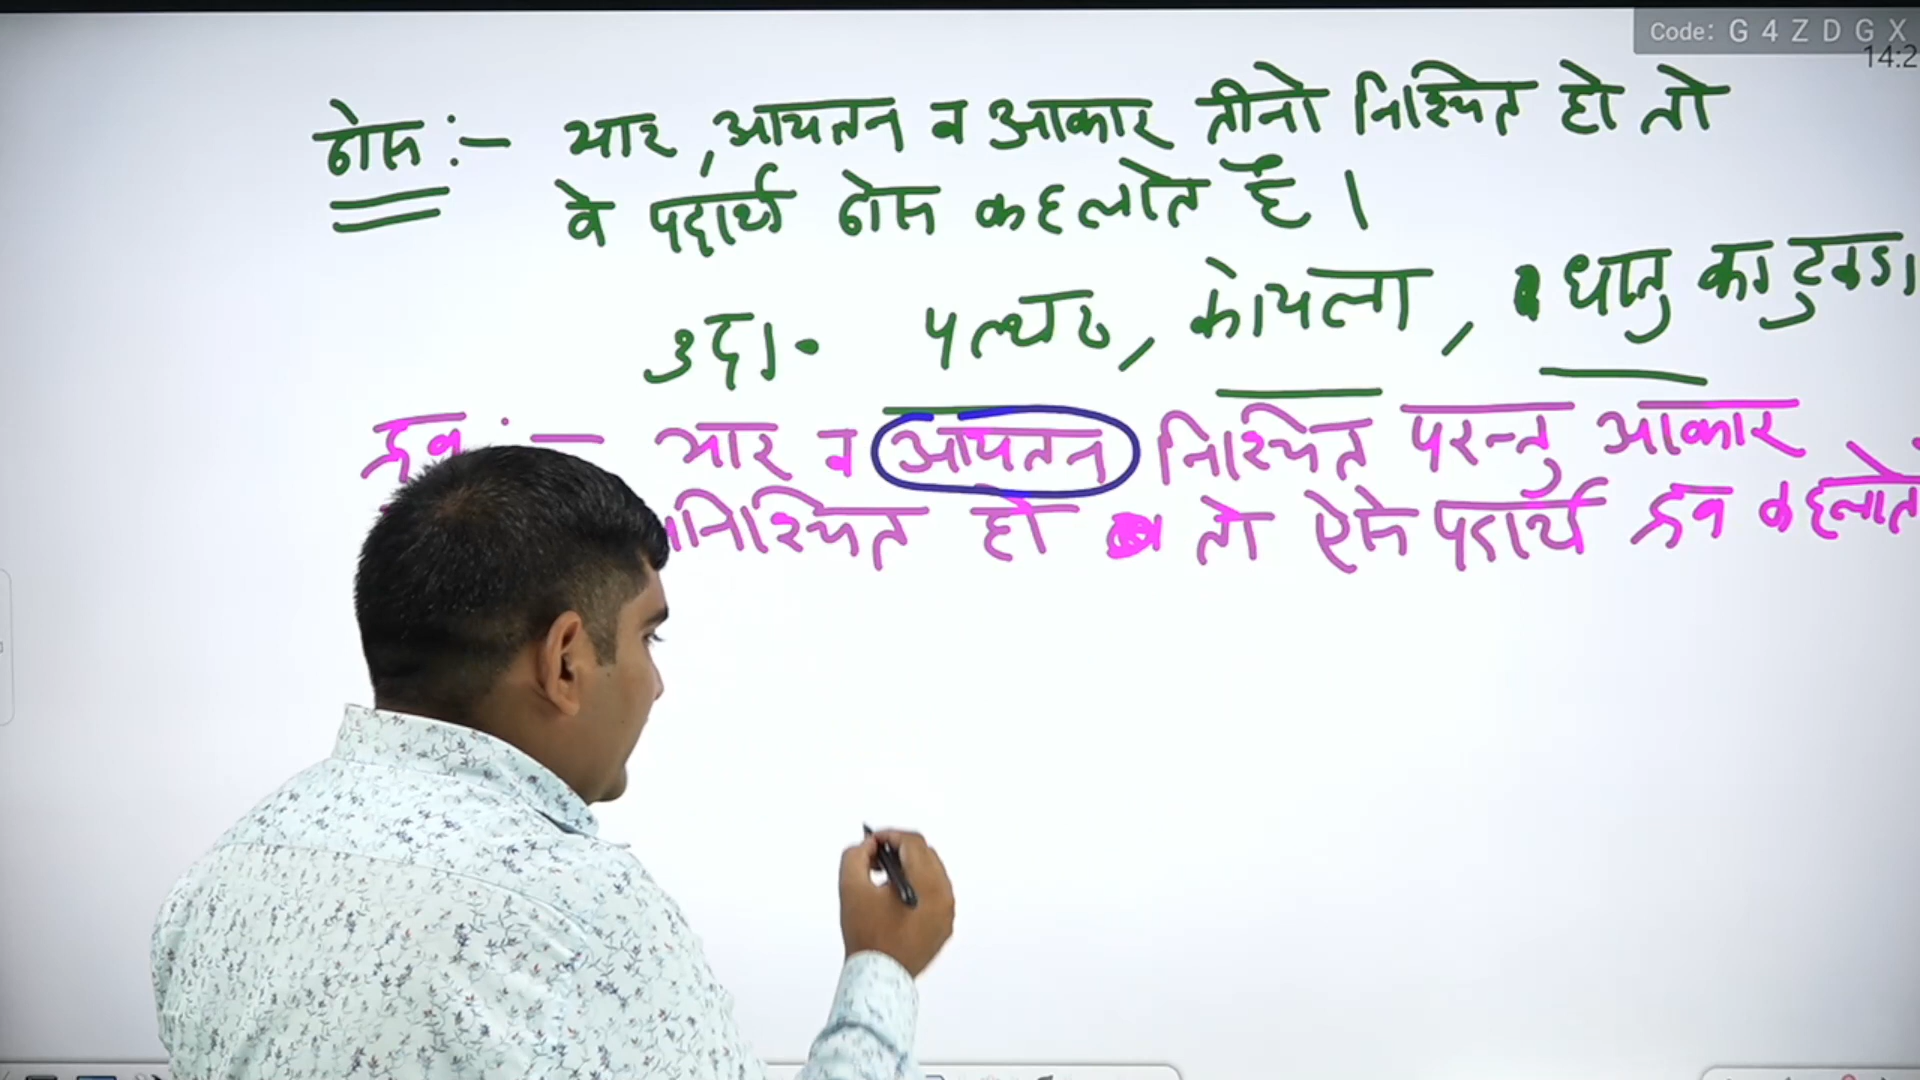 Code: G 4 Z D G X
14:2
ठोस :- भार, आयतन व आकार तीनो निश्चित हो तो
वे पदार्थ ठोस कहलाते हैं ।
उदा. पत्थर, कोयला, धातु का टुकडा
द्रव :- भार व आयतन निश्चित परन्तु आकार
निश्चित हो तो ऐसे पदार्थ द्रव कहलाते